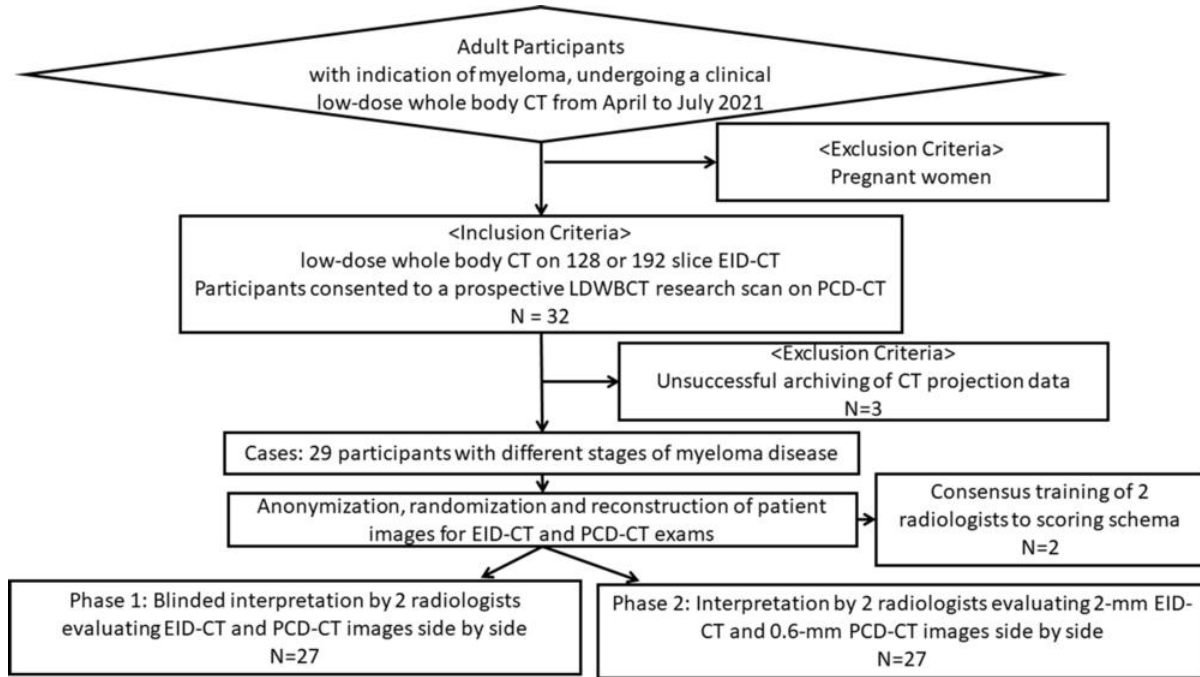 Adult Participants
with indication of myeloma, undergoing a clinical
low-dose whole body CT from April to July 2021
<Exclusion Criteria>
Pregnant women
<Inclusion Criteria>
low-dose whole body CT on 128 or 192 slice EID-CT
Participants consented to a prospective LDWBCT research scan on PCD-CT
N = 32
<Exclusion Criteria>
Unsuccessful archiving of CT projection data
N=3
Cases: 29 participants with different stages of myeloma disease
Anonymization, randomization and reconstruction of patient
images for EID-CT and PCD-CT exams
Consensus training of 2
radiologists to scoring schema
N=2
Phase 1: Blinded interpretation by 2 radiologists
evaluating EID-CT and PCD-CT images side by side
N=27
Phase 2: Interpretation by 2 radiologists evaluating 2-mm EID-
CT and 0.6-mm PCD-CT images side by side
N=27